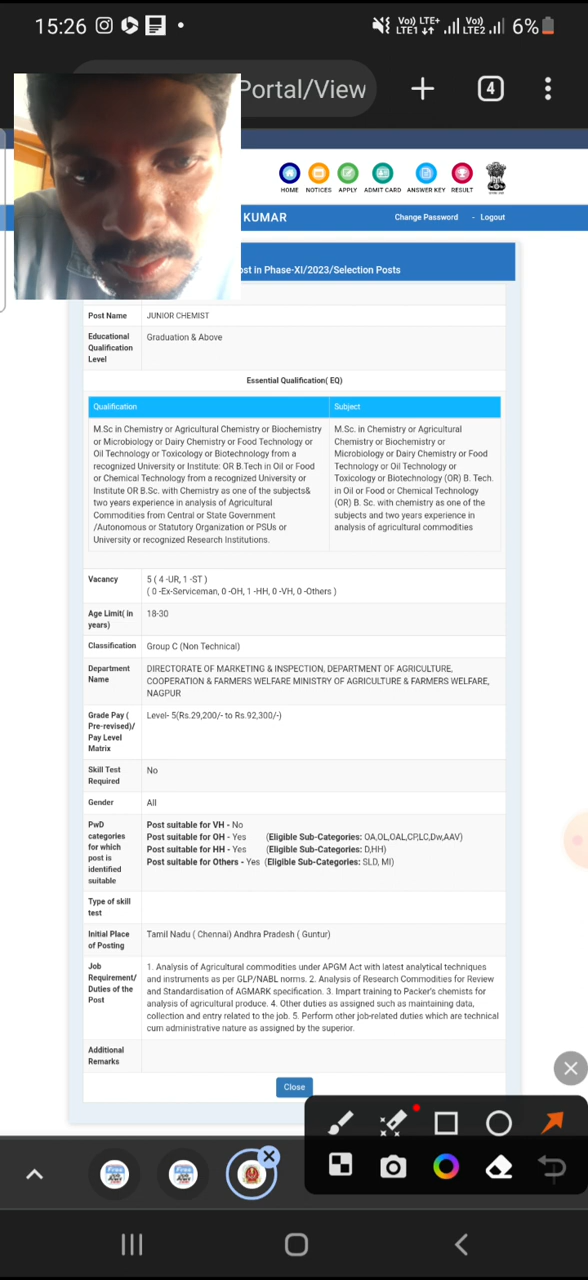 15:26
Vo)) LTE+ Vo))
LTE1 ↓↑ LTE2 6%
Portal/View
4
HOME NOTICES APPLY ADMIT CARD ANSWER KEY RESULT
KUMAR Change Password - Logout
ost in Phase-XI/2023/Selection Posts
Post Name JUNIOR CHEMIST
Educational Graduation & Above
Qualification
Level
Essential Qualification( EQ)
Qualification Subject
M.Sc in Chemistry or Agricultural Chemistry or Biochemistry
or Microbiology or Dairy Chemistry or Food Technology or
Oil Technology or Toxicology or Biotechnology from a
recognized University or Institute: OR B.Tech in Oil or Food
or Chemical Technology from a recognized University or
Institute OR B.Sc. with Chemistry as one of the subjects&
two years experience in analysis of Agricultural
Commodities from Central or State Government
/Autonomous or Statutory Organization or PSUs or
University or recognized Research Institutions.
M.Sc. in Chemistry or Agricultural
Chemistry or Biochemistry or
Microbiology or Dairy Chemistry or Food
Technology or Oil Technology or
Toxicology or Biotechnology (OR) B. Tech.
in Oil or Food or Chemical Technology
(OR) B. Sc. with chemistry as one of the
subjects and two years experience in
analysis of agricultural commodities
Vacancy 5 ( 4 -UR, 1 -ST )
( 0 -Ex-Serviceman, 0 -OH, 1 -HH, 0 -VH, 0 -Others )
Age Limit( in 18-30
years)
Classification Group C (Non Technical)
Department DIRECTORATE OF MARKETING & INSPECTION, DEPARTMENT OF AGRICULTURE,
Name COOPERATION & FARMERS WELFARE MINISTRY OF AGRICULTURE & FARMERS WELFARE,
NAGPUR
Grade Pay ( Level- 5(Rs.29,200/- to Rs.92,300/-)
Pre-revised)/
Pay Level
Matrix
Skill Test No
Required
Gender All
PwD Post suitable for VH - No
categories Post suitable for OH - Yes (Eligible Sub-Categories: OA,OL,OAL,CP,LC,Dw,AAV)
for which Post suitable for HH - Yes (Eligible Sub-Categories: D,HH)
post is Post suitable for Others - Yes (Eligible Sub-Categories: SLD, MI)
identified
suitable
Type of skill
test
Initial Place Tamil Nadu ( Chennai) Andhra Pradesh ( Guntur)
of Posting
Job 1. Analysis of Agricultural commodities under APGM Act with latest analytical techniques
Requirement/ and instruments as per GLP/NABL norms. 2. Analysis of Research Commodities for Review
Duties of the and Standardisation of AGMARK specification. 3. Impart training to Packer's chemists for
Post analysis of agricultural produce. 4. Other duties as assigned such as maintaining data,
collection and entry related to the job. 5. Perform other job-related duties which are technical
cum administrative nature as assigned by the superior.
Additional
Remarks
Close